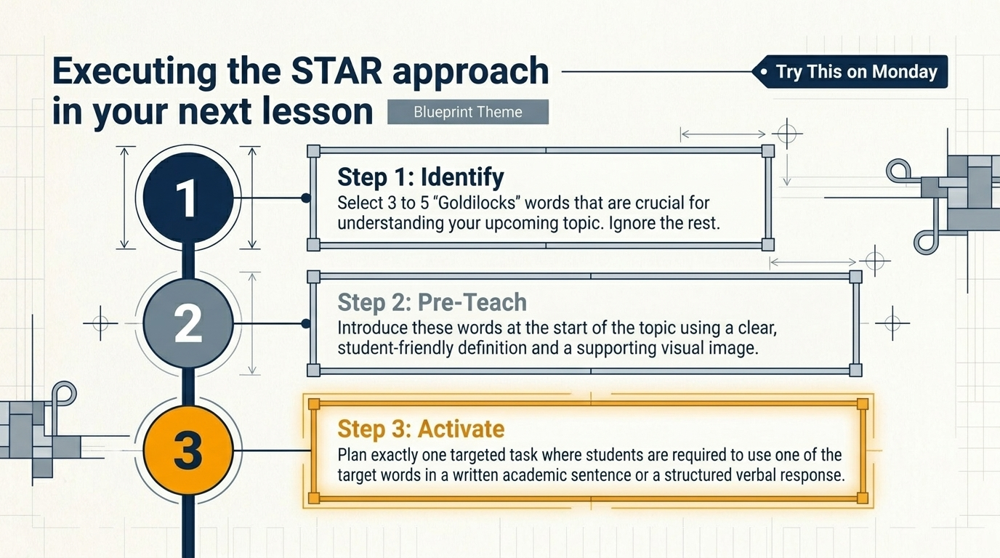 Executing the STAR approach
in your next lesson
Blueprint Theme
Try This on Monday
1
Step 1: Identify
Select 3 to 5 “Goldilocks” words that are crucial for
understanding your upcoming topic. Ignore the rest.
2
Step 2: Pre-Teach
Introduce these words at the start of the topic using a clear,
student-friendly definition and a supporting visual image.
3
Step 3: Activate
Plan exactly one targeted task where students are required to use one of the
target words in a written academic sentence or a structured verbal response.